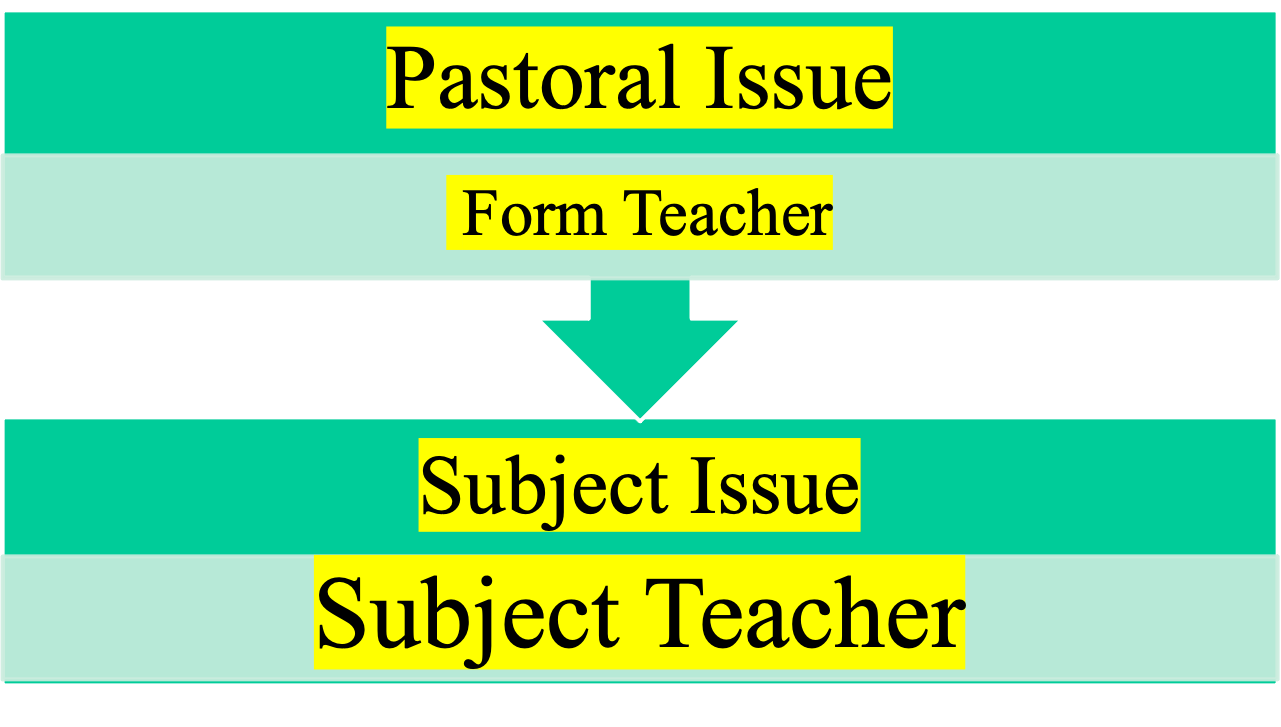 Pastoral Issue
Form Teacher
Subject Issue
Subject Teacher